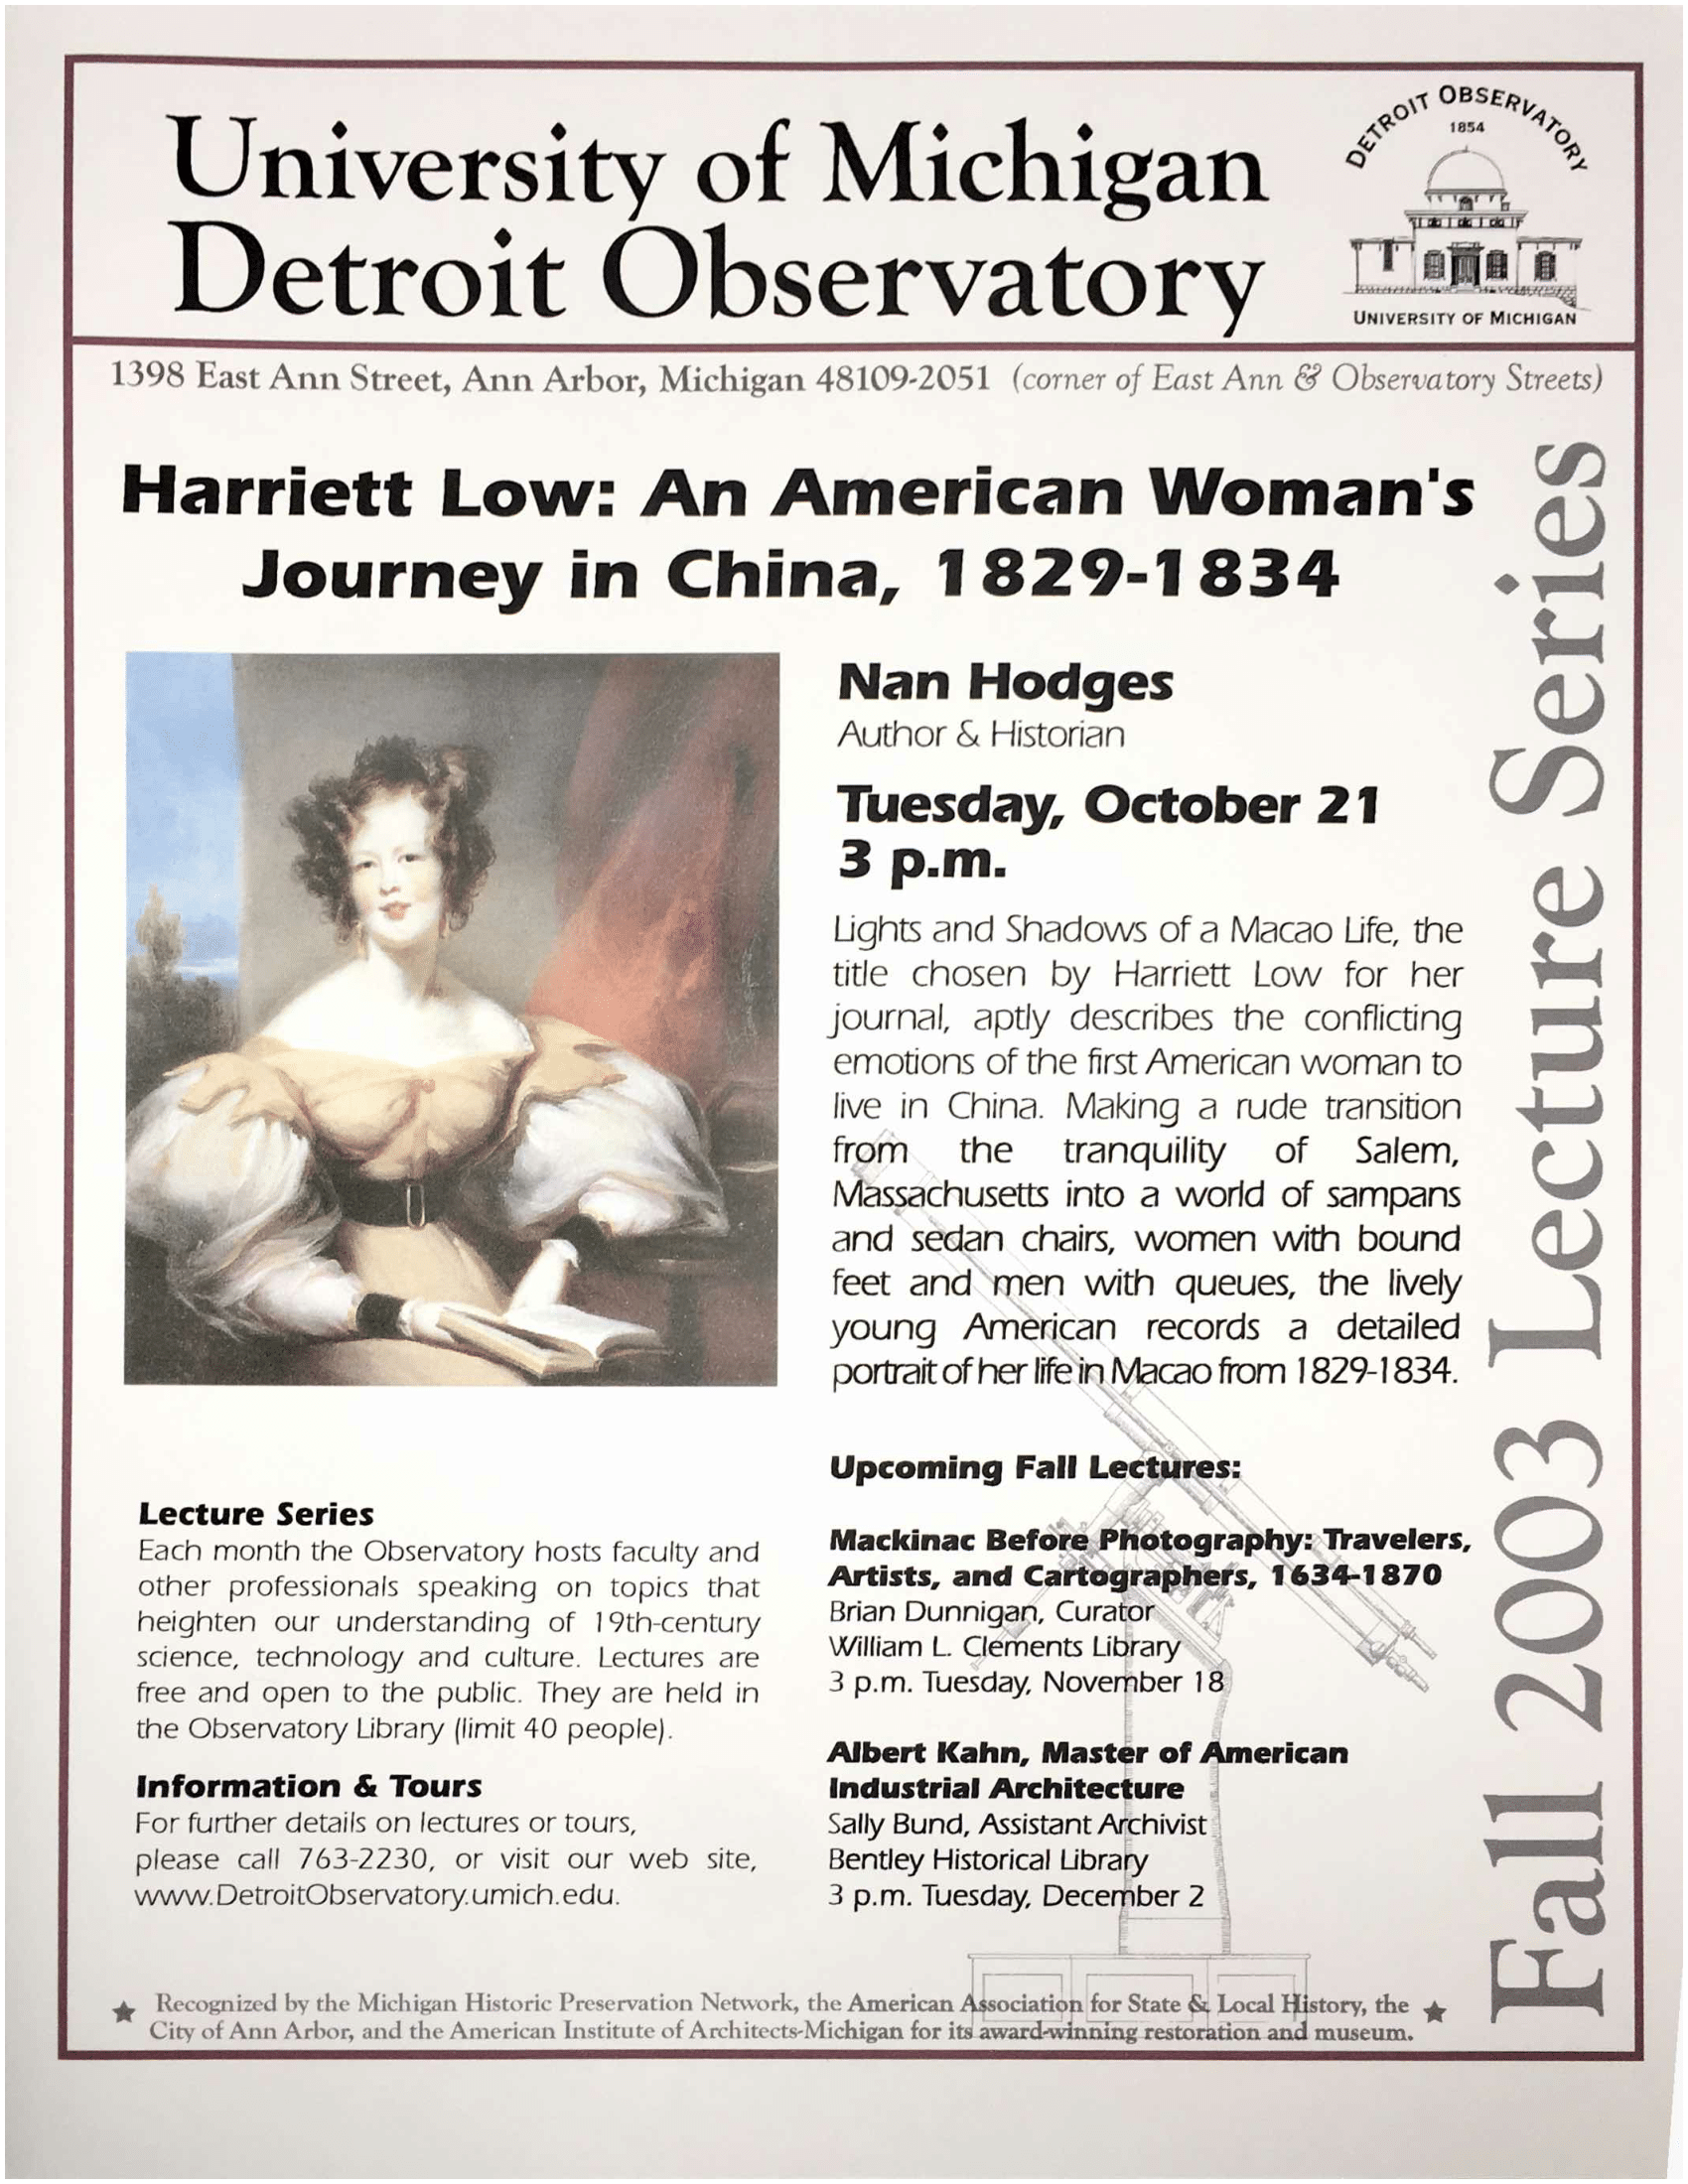 University of Michigan
Detroit Observatory
DETROIT OBSERVATORY
1854
UNIVERSITY OF MICHIGAN
1398 East Ann Street, Ann Arbor, Michigan 48109-2051 (corner of East Ann & Observatory Streets)
Harriett Low: An American Woman's
Journey in China, 1829-1834
Nan Hodges
Author & Historian
Tuesday, October 21
3 p.m.
Lights and Shadows of a Macao Life, the
title chosen by Harriett Low for her
journal, aptly describes the conflicting
emotions of the first American woman to
live in China. Making a rude transition
from the tranquility of Salem,
Massachusetts into a world of sampans
and sedan chairs, women with bound
feet and men with queues, the lively
young American records a detailed
portrait of her life in Macao from 1829-1834.
Lecture Series
Each month the Observatory hosts faculty and
other professionals speaking on topics that
heighten our understanding of 19th-century
science, technology and culture. Lectures are
free and open to the public. They are held in
the Observatory Library (limit 40 people).
Information & Tours
For further details on lectures or tours,
please call 763-2230, or visit our web site,
www.DetroitObservatory.umich.edu.
Upcoming Fall Lectures:
Mackinac Before Photography: Travelers,
Artists, and Cartographers, 1634-1870
Brian Dunnigan, Curator
William L. Clements Library
3 p.m. Tuesday, November 18
Albert Kahn, Master of American
Industrial Architecture
Sally Bund, Assistant Archivist
Bentley Historical Library
3 p.m. Tuesday, December 2
Fall 2003 Lecture Series
★ Recognized by the Michigan Historic Preservation Network, the American Association for State & Local History, the ★
City of Ann Arbor, and the American Institute of Architects-Michigan for its award-winning restoration and museum.